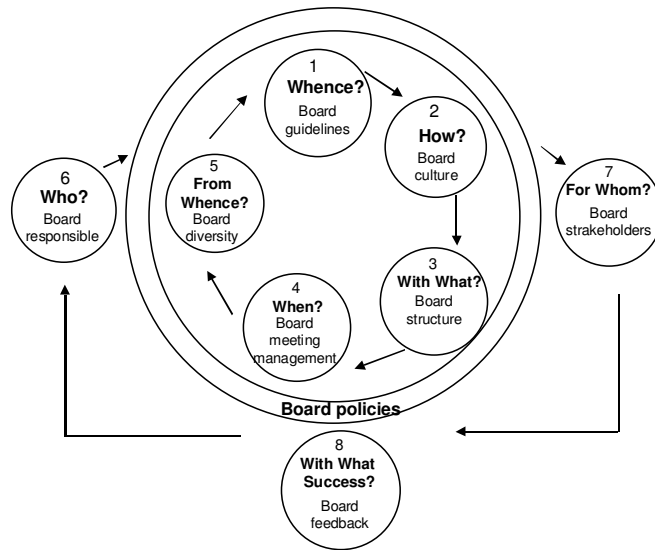 1
Whence?
Board
guidelines
2
How?
Board
culture
3
With What?
Board
structure
4
When?
Board
meeting
management
5
From
Whence?
Board
diversity
6
Who?
Board
responsible
7
For Whom?
Board
strakeholders
Board policies
8
With What
Success?
Board
feedback